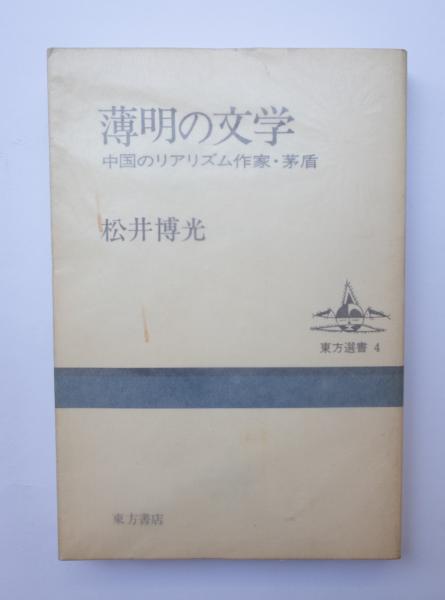 薄明の文学
中国のリアリズム作家・茅盾
松井博光
東方選書 4
東方書店